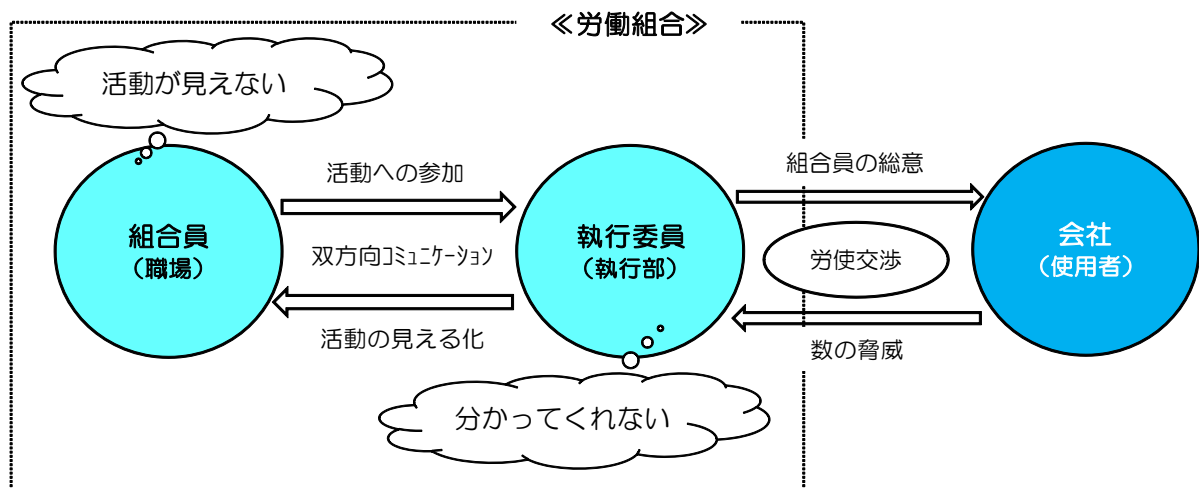 ≪労働組合≫
活動が見えない
組合員
（職場）
活動への参加
双方向ｺﾐｭﾆｹｰｼｮﾝ
活動の見える化
執行委員
（執行部）
分かってくれない
組合員の総意
労使交渉
数の脅威
会社
（使用者）